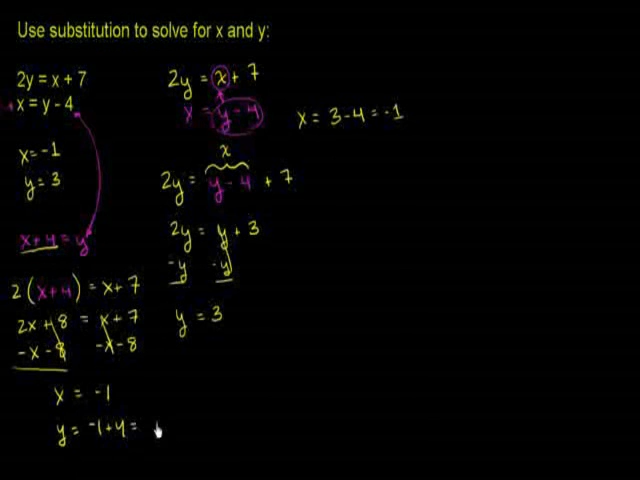 Use substitution to solve for x and y:
2y = x + 7
x = y - 4
x = -1
y = 3
x + 4 = y
2 (x + 4) = x + 7
2x + 8 = x + 7
-x - 8 -x - 8
x = -1
y = -1 + 4 =
2y = x + 7
x = y - 4
x
2y = y - 4 + 7
2y = y + 3
-y -y
y = 3
x = 3 - 4 = -1